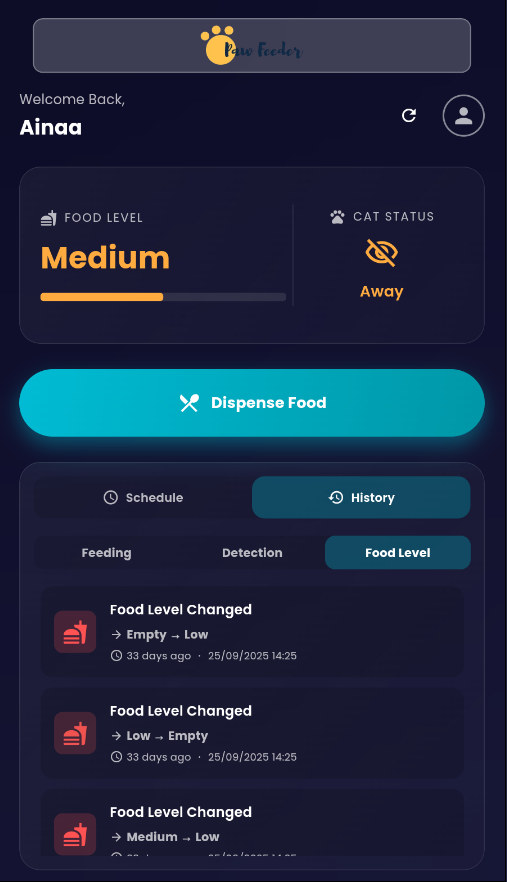 Paw Feeder
Welcome Back,
Ainaa
FOOD LEVEL
Medium
CAT STATUS
Away
Dispense Food
Schedule
History
Feeding
Detection
Food Level
Food Level Changed
→ Empty → Low
33 days ago · 25/09/2025 14:25
Food Level Changed
→ Low → Empty
33 days ago · 25/09/2025 14:25
Food Level Changed
→ Medium → Low